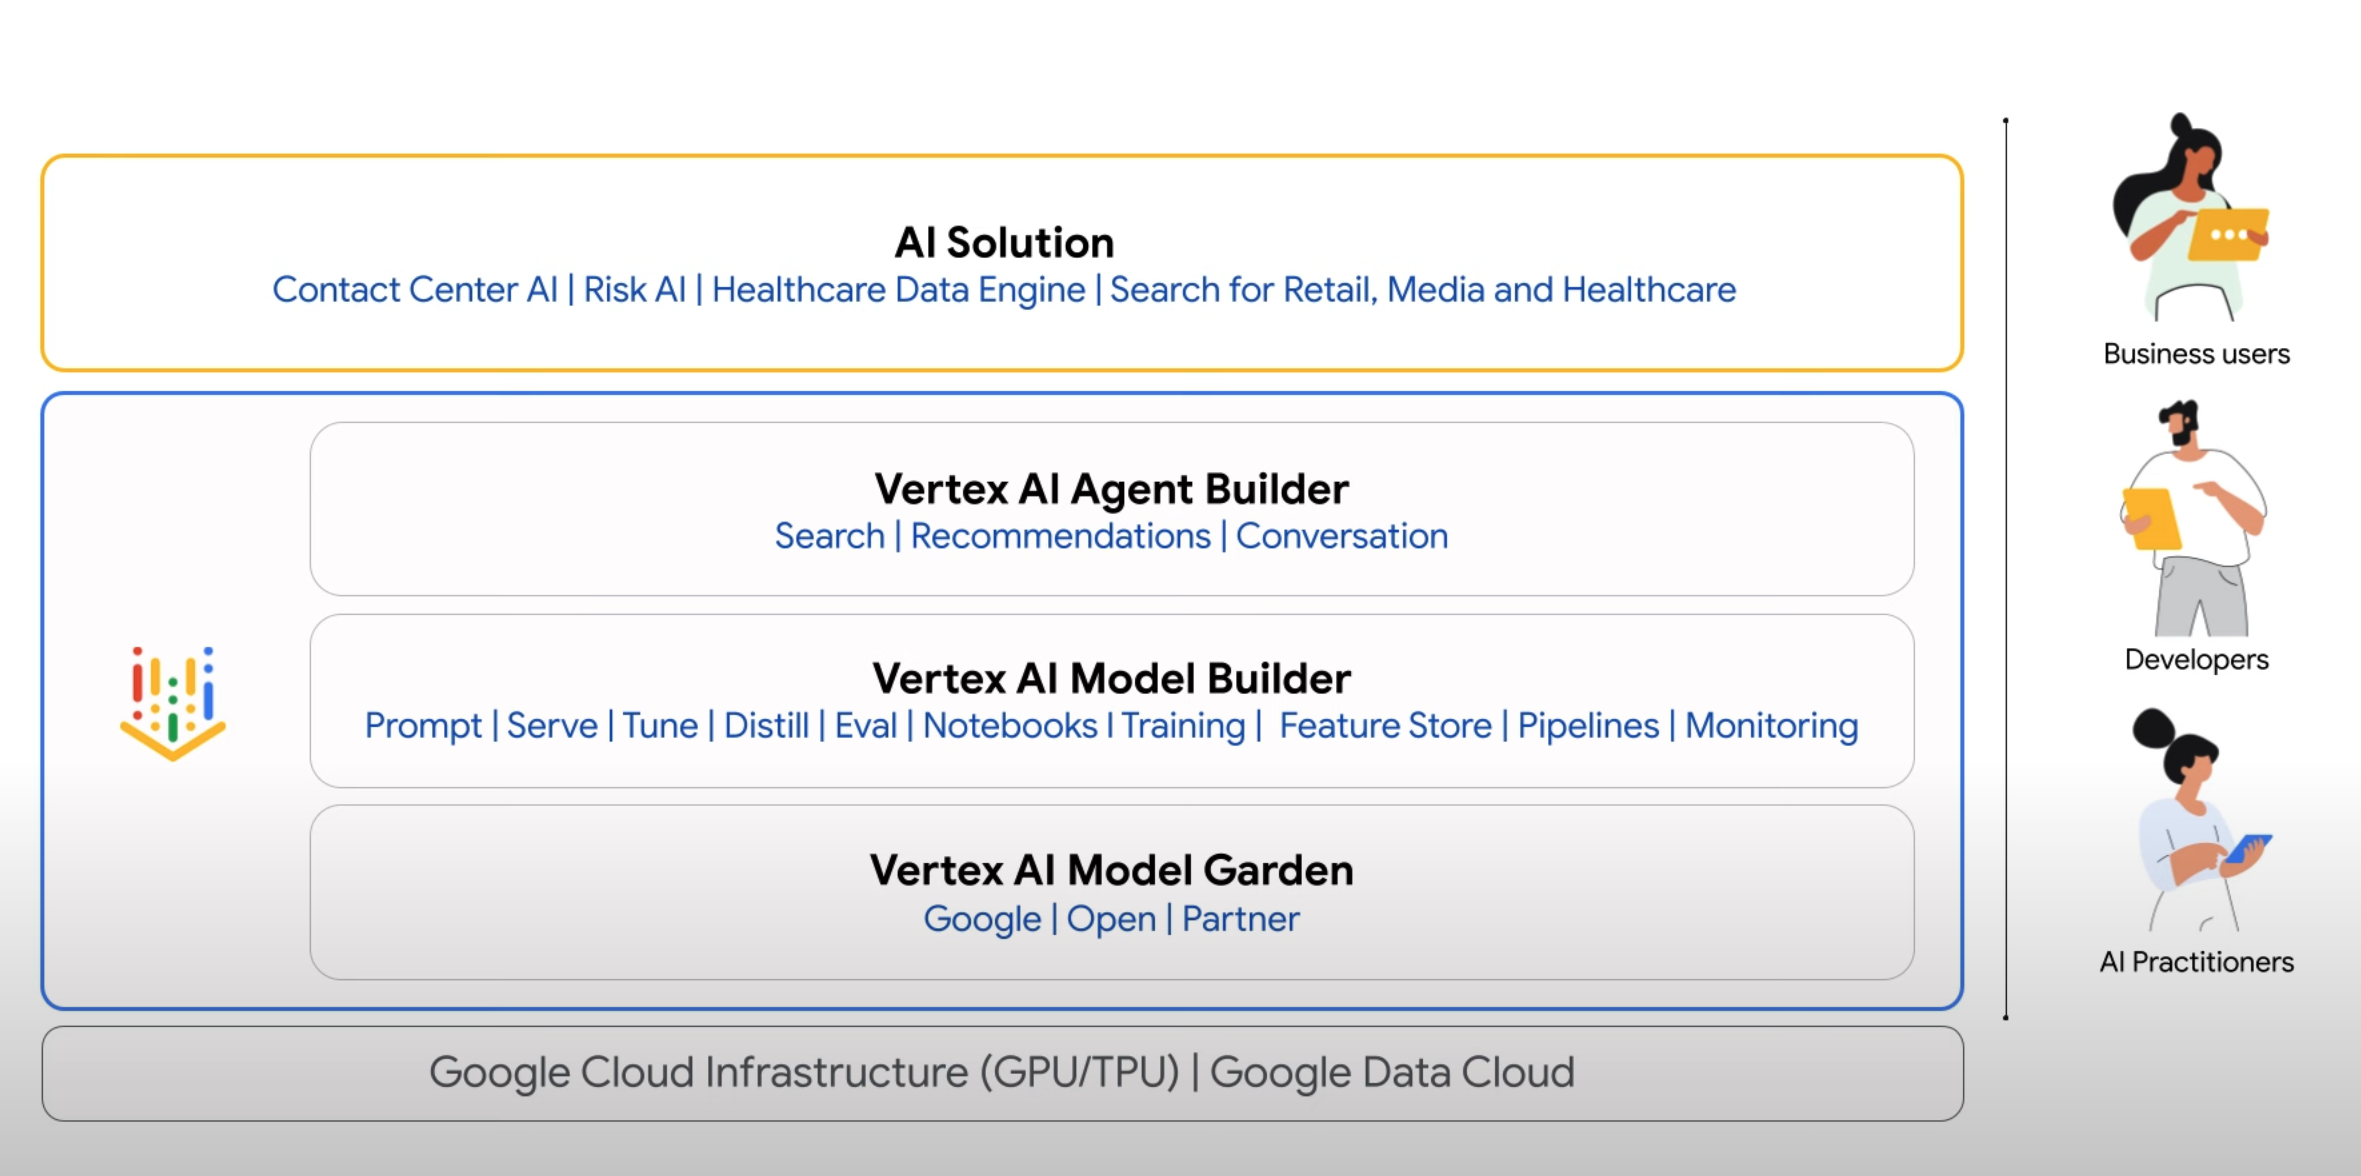 AI Solution
Contact Center AI | Risk AI | Healthcare Data Engine | Search for Retail, Media and Healthcare
Business users
Vertex AI Agent Builder
Search | Recommendations | Conversation
Developers
Vertex AI Model Builder
Prompt | Serve | Tune | Distill | Eval | Notebooks I Training | Feature Store | Pipelines | Monitoring
Vertex AI Model Garden
Google | Open | Partner
AI Practitioners
Google Cloud Infrastructure (GPU/TPU) | Google Data Cloud